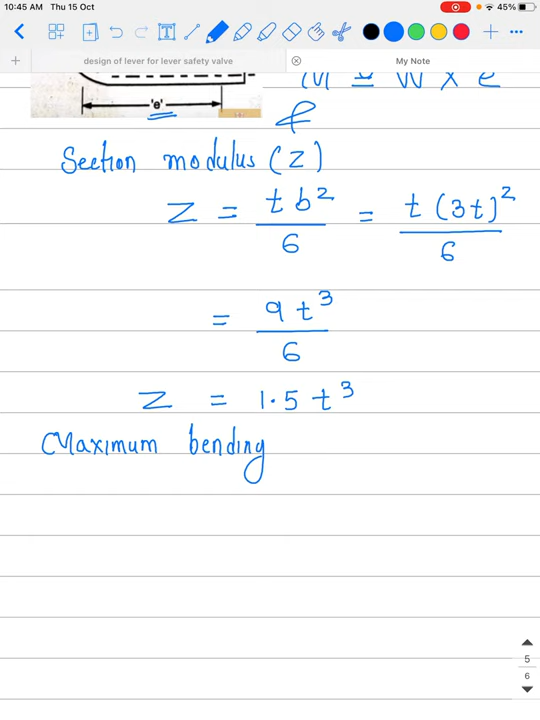 10:45 AM Thu 15 Oct
45%
design of lever for lever safety valve
My Note
M = W × e
'e'
&
Section modulus (Z)
Z = tb²/6 = t(3t)²/6
= 9t³/6
Z = 1.5 t³
Maximum bending
5
6